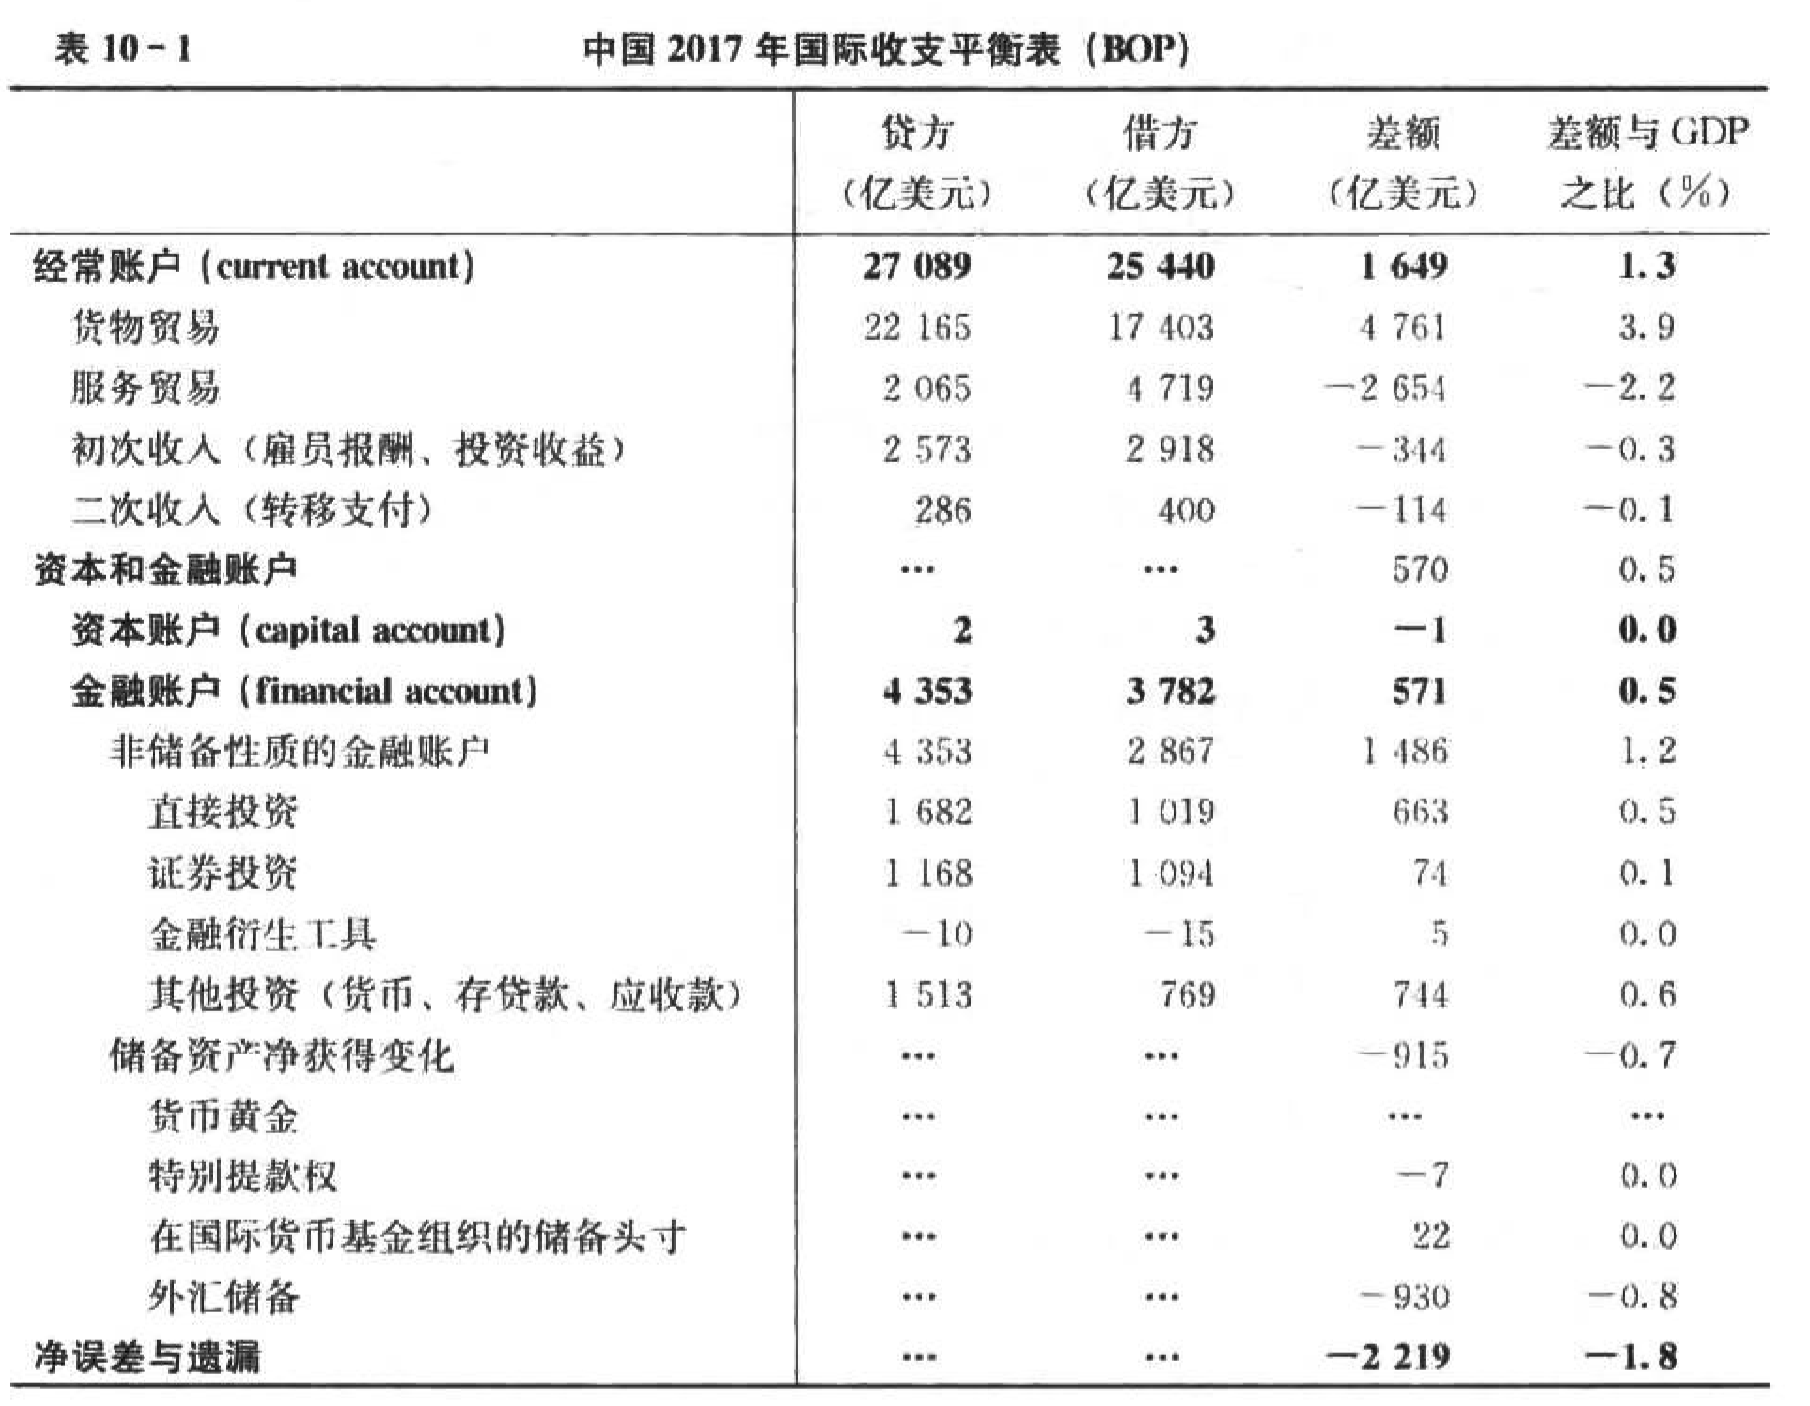 表 10-1 中国 2017 年国际收支平衡表 (BOP)
贷方 借方 差额 差额与 GDP
(亿美元) (亿美元) (亿美元) 之比 (%)
经常账户 (current account) 27 089 25 440 1 649 1.3
货物贸易 22 165 17 403 4 761 3.9
服务贸易 2 065 4 719 -2 654 -2.2
初次收入(雇员报酬、投资收益) 2 573 2 918 -344 -0.3
二次收入(转移支付) 286 400 -114 -0.1
资本和金融账户 … … 570 0.5
资本账户 (capital account) 2 3 -1 0.0
金融账户 (financial account) 4 353 3 782 571 0.5
非储备性质的金融账户 4 353 2 867 1 486 1.2
直接投资 1 682 1 019 663 0.5
证券投资 1 168 1 094 74 0.1
金融衍生工具 -10 -15 5 0.0
其他投资(货币、存贷款、应收款) 1 513 769 744 0.6
储备资产净获得变化 … … -915 -0.7
货币黄金 … … … …
特别提款权 … … -7 0.0
在国际货币基金组织的储备头寸 … … 22 0.0
外汇储备 … … -930 -0.8
净误差与遗漏 … … -2 219 -1.8